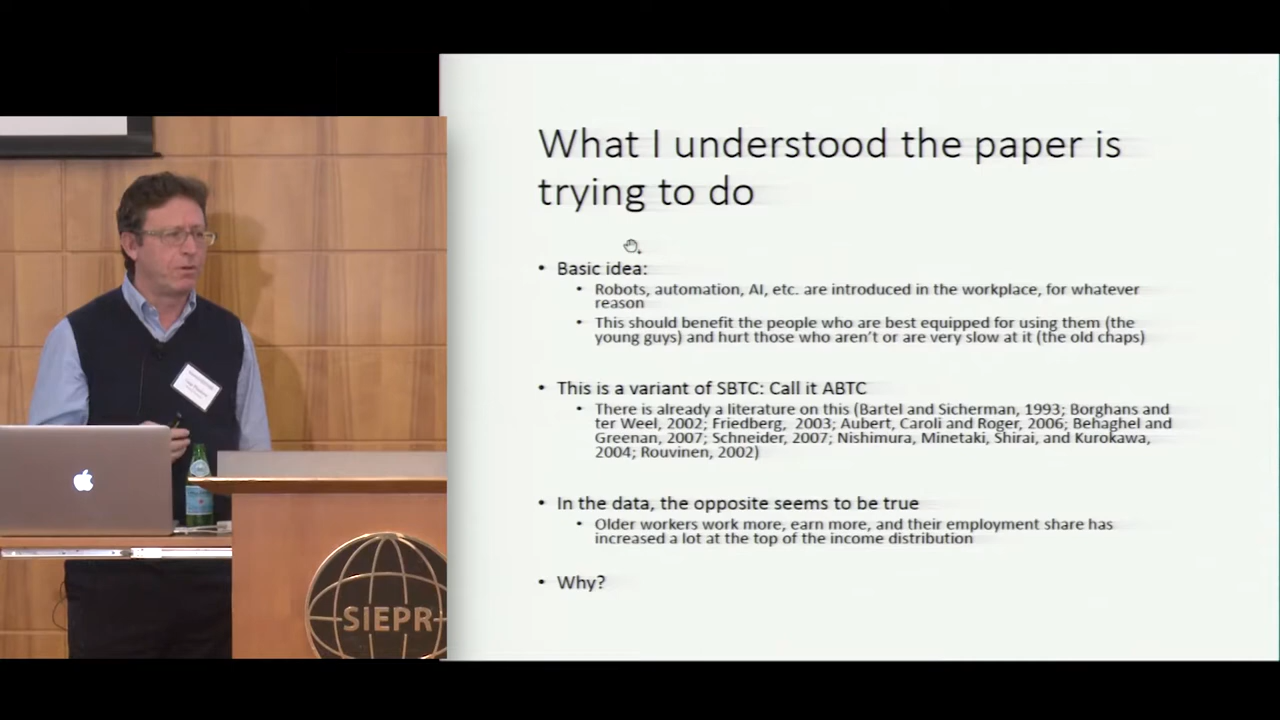 What I understood the paper is
trying to do
• Basic idea:
• Robots, automation, AI, etc. are introduced in the workplace, for whatever
reason
• This should benefit the people who are best equipped for using them (the
young guys) and hurt those who aren't or are very slow at it (the old chaps)
• This is a variant of SBTC: Call it ABTC
• There is already a literature on this (Bartel and Sicherman, 1993; Borghans and
ter Weel, 2002; Friedberg, 2003; Aubert, Caroli and Roger, 2006; Behaghel and
Greenan, 2007; Schneider, 2007; Nishimura, Minetaki, Shirai, and Kurokawa,
2004; Rouvinen, 2002)
• In the data, the opposite seems to be true
• Older workers work more, earn more, and their employment share has
increased a lot at the top of the income distribution
• Why?
SIEPR